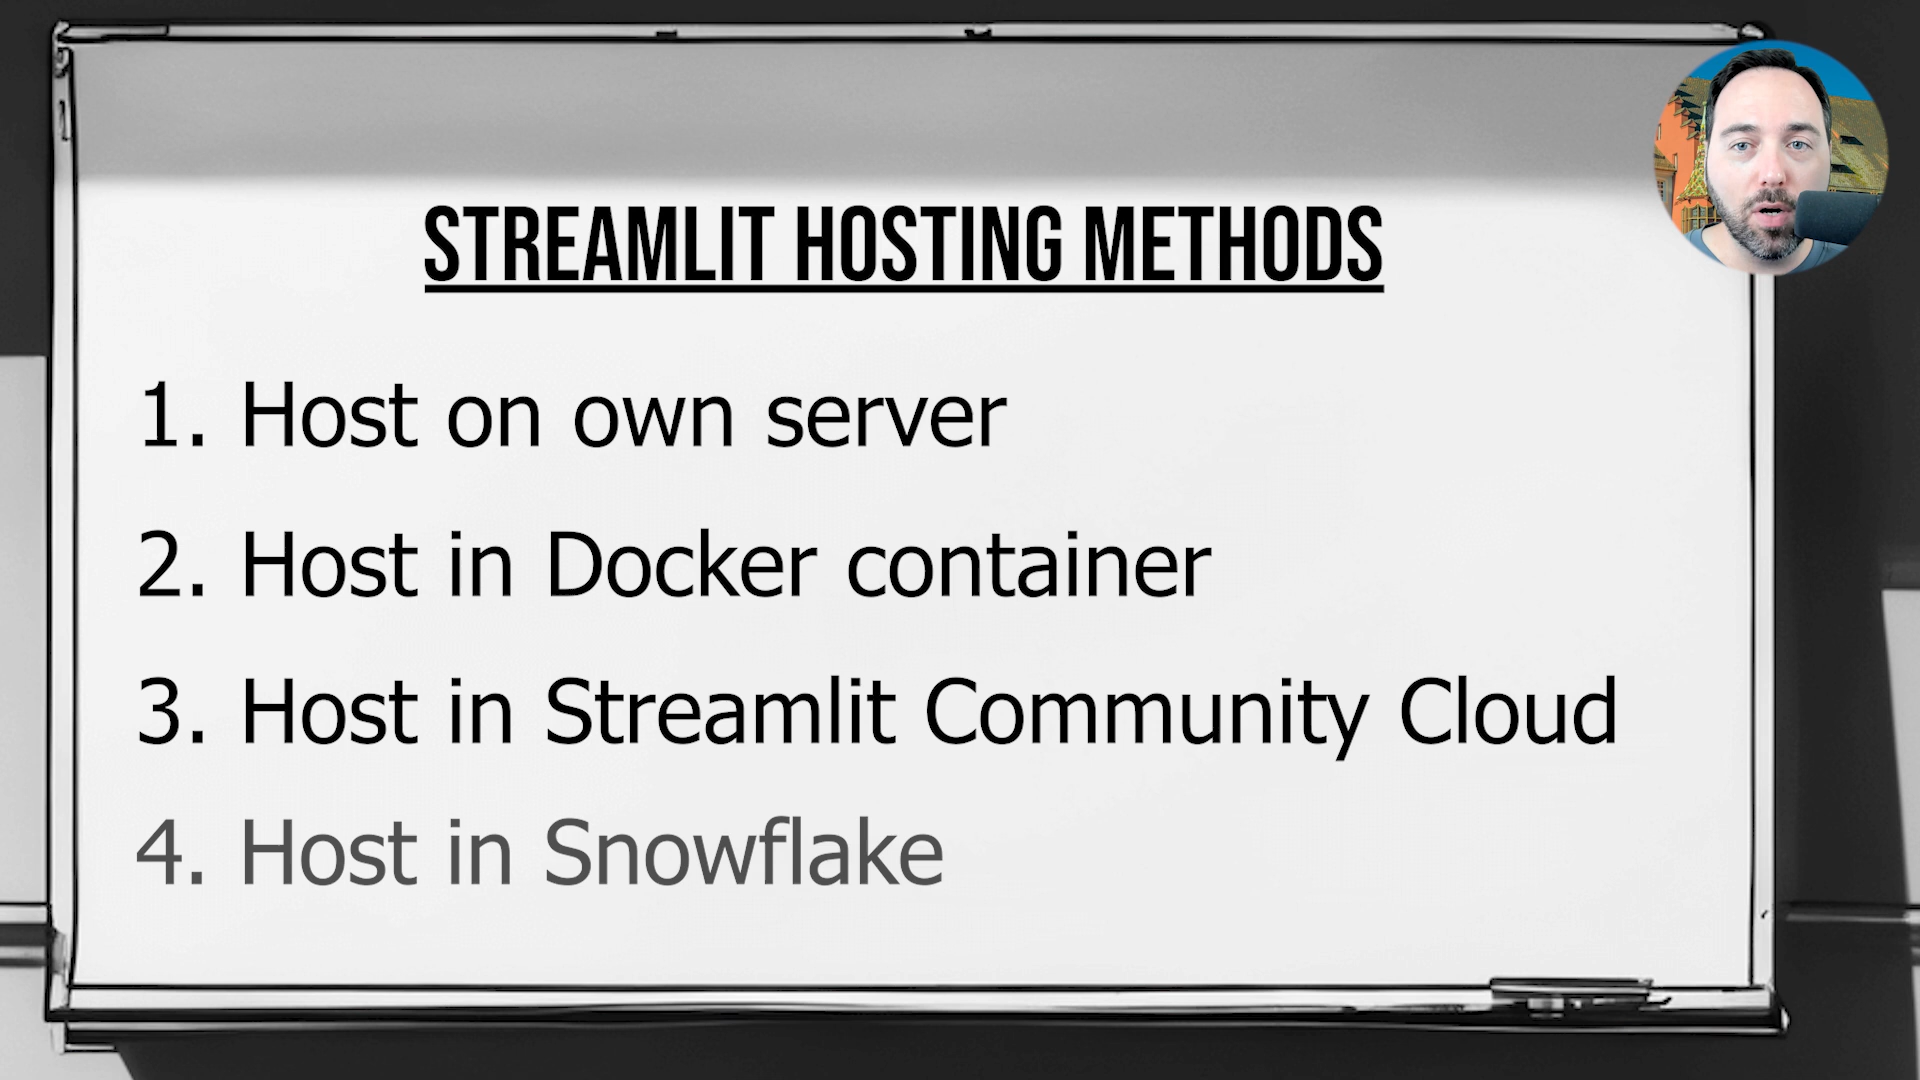 STREAMLIT HOSTING METHODS
1. Host on own server
2. Host in Docker container
3. Host in Streamlit Community Cloud
4. Host in Snowflake